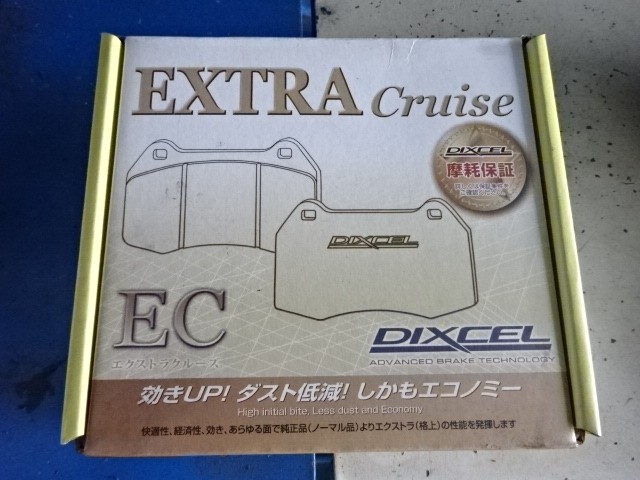 EXTRA Cruise
DIXCEL
摩耗保証
DIXCEL
EC
エクストラクルーズ
DIXCEL
ADVANCED BRAKE TECHNOLOGY
効きUP! ダスト低減! しかもエコノミー
High initial bite, Less dust and Economy
快適性、経済性、効き、あらゆる面で純正品(ノーマル品)よりエクストラ(格上)の性能を発揮します